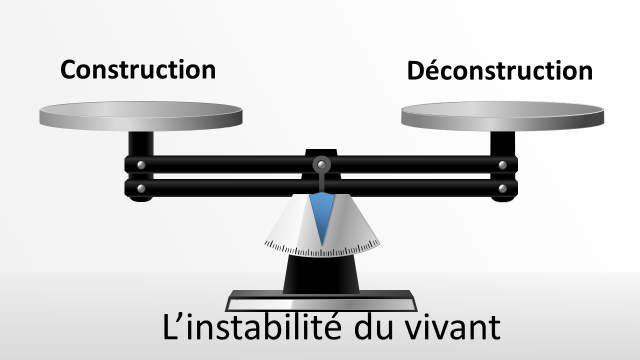 Construction
Déconstruction
L’instabilité du vivant